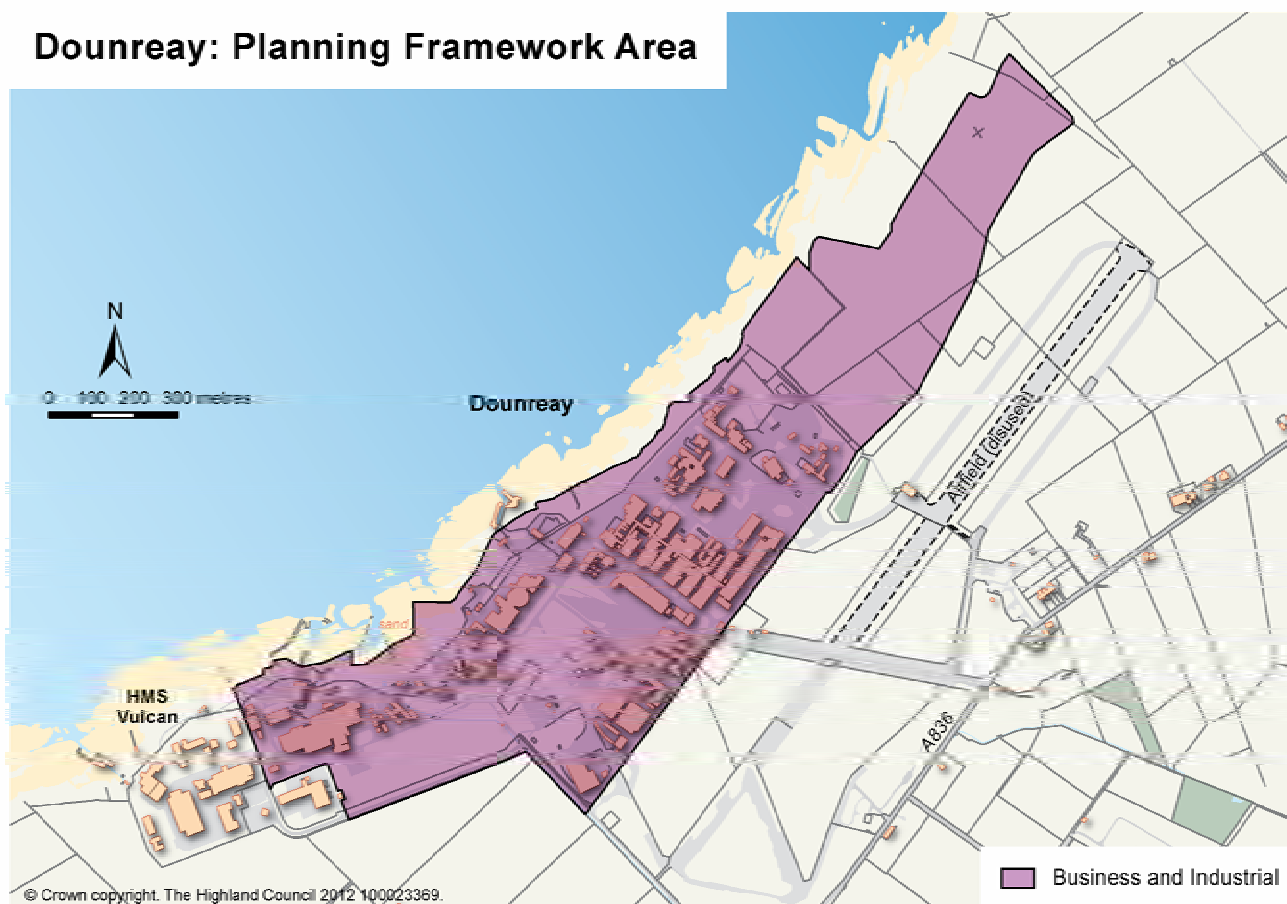 Dounreay: Planning Framework Area
N
0 100 200 300 metres
Dounreay
Airfield (disused)
sand
HMS
Vulcan
A836
Business and Industrial
© Crown copyright. The Highland Council 2012 100023369.